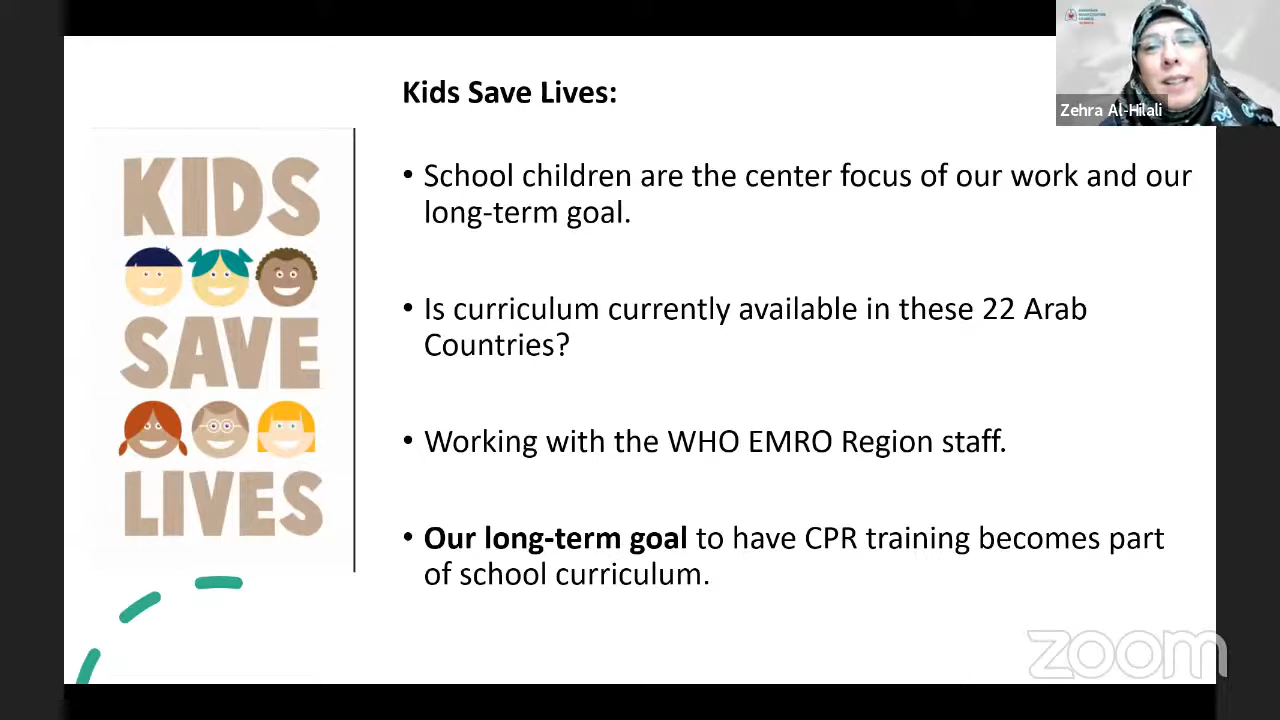 Kids Save Lives:
KIDS
SAVE
LIVES
• School children are the center focus of our work and our
long-term goal.
• Is curriculum currently available in these 22 Arab
Countries?
• Working with the WHO EMRO Region staff.
• Our long-term goal to have CPR training becomes part
of school curriculum.
Zehra Al-Hilali
zoom